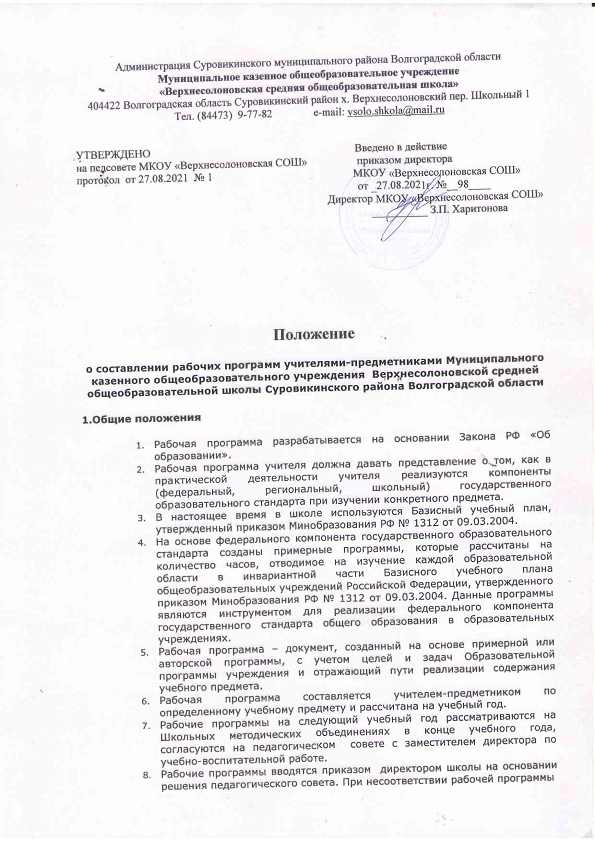 Администрация Суровикинского муниципального района Волгоградской области
Муниципальное казенное общеобразовательное учреждение
«Верхнесолоновская средняя общеобразовательная школа»
404422 Волгоградская область Суровикинский район х. Верхнесолоновский пер. Школьный 1
Тел. (84473) 9-77-82 e-mail: vsolo.shkola@mail.ru
УТВЕРЖДЕНО
на педсовете МКОУ «Верхнесолоновская СОШ»
протокол от 27.08.2021 № 1
Введено в действие
приказом директора
МКОУ «Верхнесолоновская СОШ»
от _27.08.2021г. №__98____
Директор МКОУ «Верхнесолоновская СОШ»
__________ З.П. Харитонова
Положение
о составлении рабочих программ учителями-предметниками Муниципального
казенного общеобразовательного учреждения Верхнесолоновской средней
общеобразовательной школы Суровикинского района Волгоградской области
1.Общие положения
1. Рабочая программа разрабатывается на основании Закона РФ «Об
образовании».
2. Рабочая программа учителя должна давать представление о том, как в
практической деятельности учителя реализуются компоненты
(федеральный, региональный, школьный) государственного
образовательного стандарта при изучении конкретного предмета.
3. В настоящее время в школе используются Базисный учебный план,
утвержденный приказом Минобразования РФ № 1312 от 09.03.2004.
4. На основе федерального компонента государственного образовательного
стандарта созданы примерные программы, которые рассчитаны на
количество часов, отводимое на изучение каждой образовательной
области в инвариантной части Базисного учебного плана
общеобразовательных учреждений Российской Федерации, утвержденного
приказом Минобразования РФ № 1312 от 09.03.2004. Данные программы
являются инструментом для реализации федерального компонента
государственного стандарта общего образования в образовательных
учреждениях.
5. Рабочая программа – документ, созданный на основе примерной или
авторской программы, с учетом целей и задач Образовательной
программы учреждения и отражающий пути реализации содержания
учебного предмета.
6. Рабочая программа составляется учителем-предметником по
определенному учебному предмету и рассчитана на учебный год.
7. Рабочие программы на следующий учебный год рассматриваются на
Школьных методических объединениях в конце учебного года,
согласуются на педагогическом совете с заместителем директора по
учебно-воспитательной работе.
8. Рабочие программы вводятся приказом директором школы на основании
решения педагогического совета. При несоответствии рабочей программы